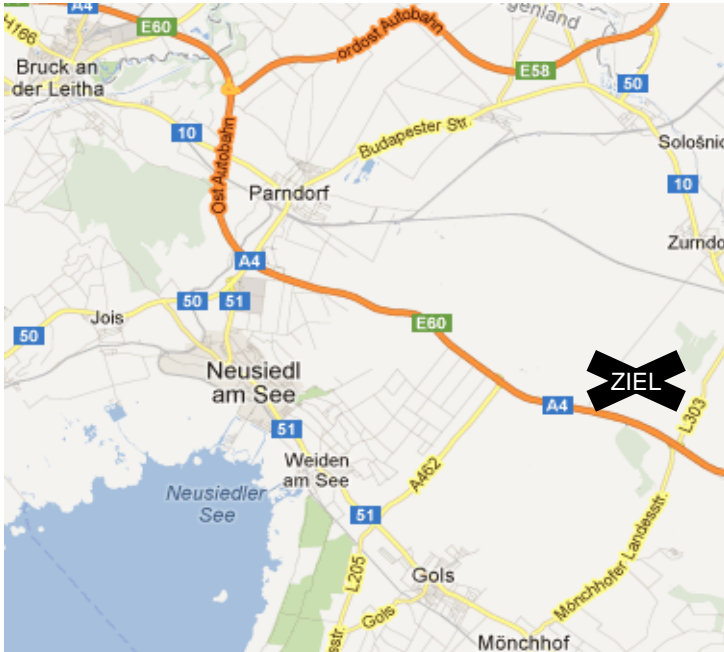 A4
E60
H166
Bruck an
der Leitha
ordost Autobahn
genland
E58
50
10
Ost Autobahn
Budapester Str.
Sološnic
10
Parndorf
Zurndo
A4
50
51
Jois
50
E60
Neusiedl
am See
ZIEL
A4
L303
51
Weiden
am See
A462
Neusiedler
See
51
L205
Gols
Gols
Mönchhofer Landesstr.
str.
Mönchhof